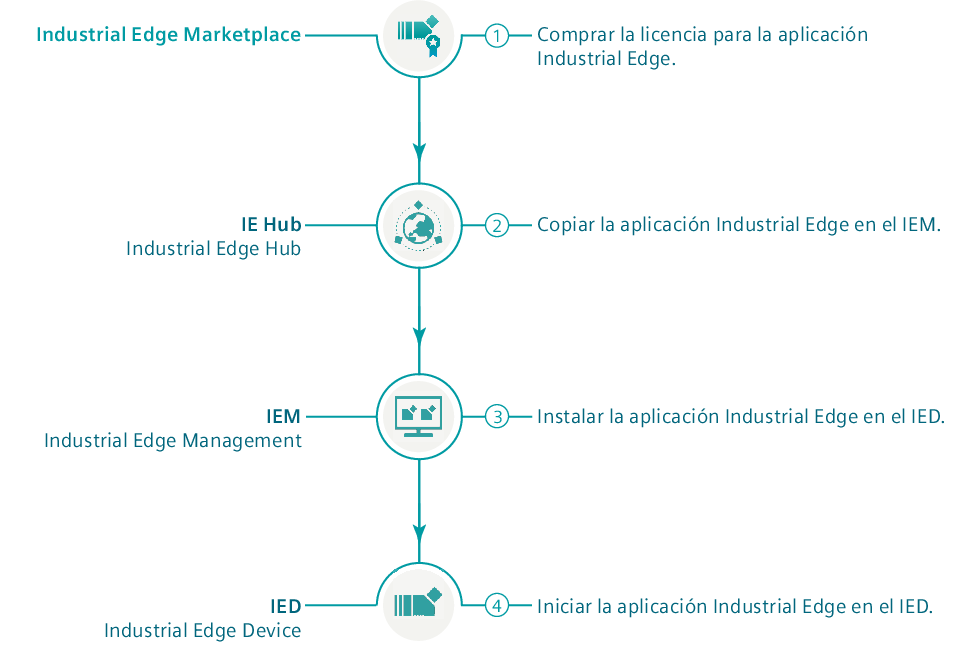 Industrial Edge Marketplace
1
Comprar la licencia para la aplicación
Industrial Edge.
IE Hub
Industrial Edge Hub
2
Copiar la aplicación Industrial Edge en el IEM.
IEM
Industrial Edge Management
3
Instalar la aplicación Industrial Edge en el IED.
IED
Industrial Edge Device
4
Iniciar la aplicación Industrial Edge en el IED.